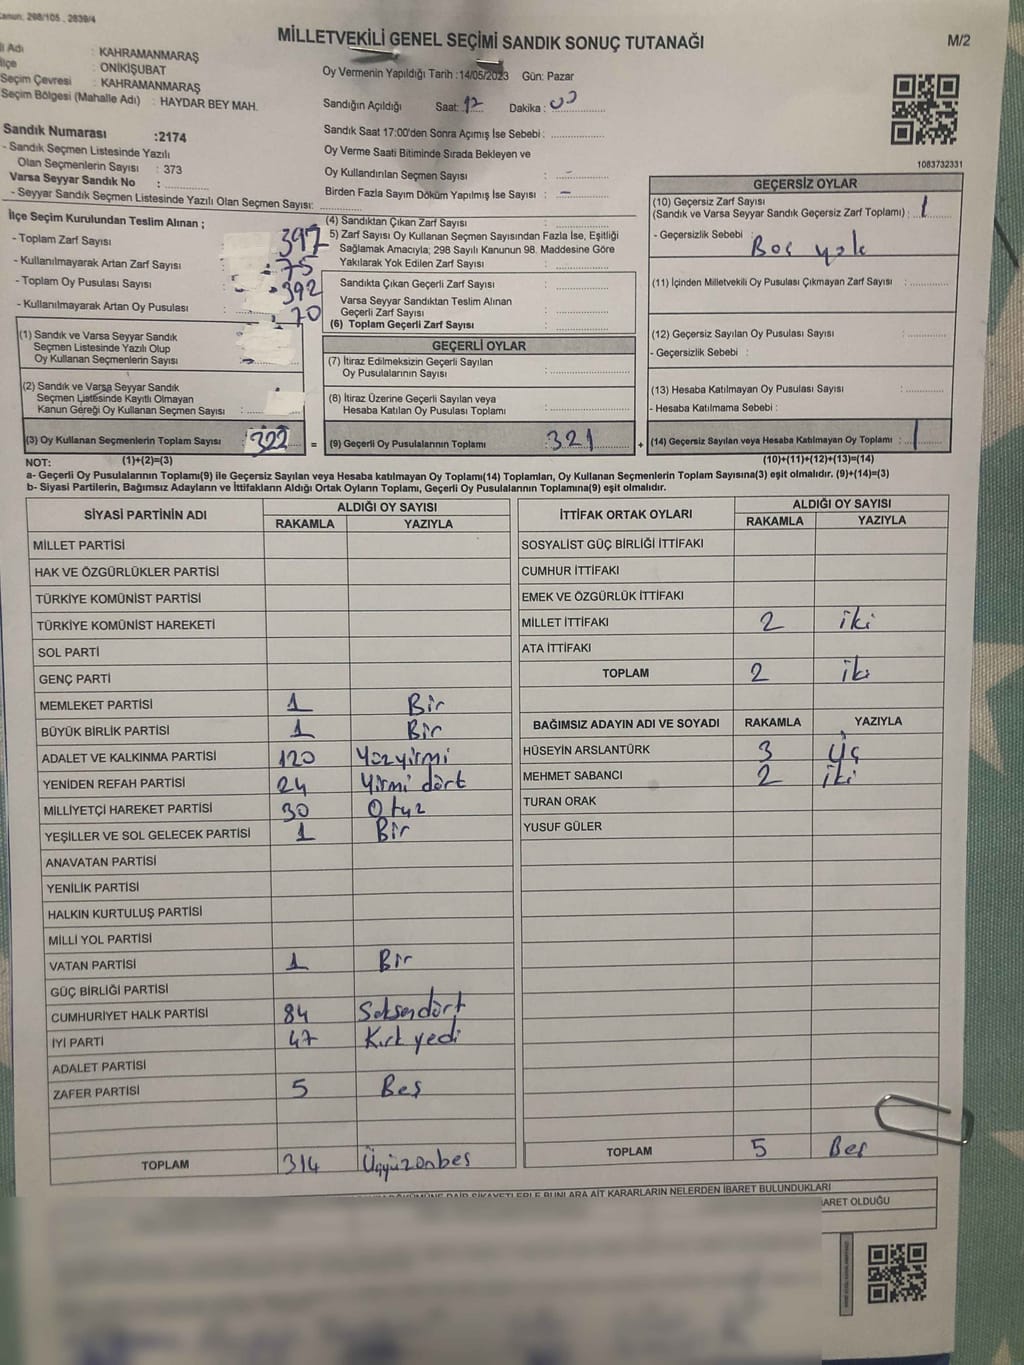 Kanun: 298/105, 2839/4
MİLLETVEKİLİ GENEL SEÇİMİ SANDIK SONUÇ TUTANAĞI
M/2
İl Adı : KAHRAMANMARAŞ
İlçe : ONİKİŞUBAT
Seçim Çevresi : KAHRAMANMARAŞ
Seçim Bölgesi (Mahalle Adı) : HAYDAR BEY MAH.
Sandık Numarası :2174
- Sandık Seçmen Listesinde Yazılı
Olan Seçmenlerin Sayısı : 373
Varsa Seyyar Sandık No :
- Seyyar Sandık Seçmen Listesinde Yazılı Olan Seçmen Sayısı:
Oy Vermenin Yapıldığı Tarih :14/05/2023 Gün: Pazar
Sandığın Açıldığı Saat: 17 Dakika : 00
Sandık Saat 17:00'den Sonra Açımış İse Sebebi :
Oy Verme Saati Bitiminde Sırada Bekleyen ve
Oy Kullandırılan Seçmen Sayısı : -
Birden Fazla Sayım Döküm Yapılmış İse Sayısı : -
1083732331
İlçe Seçim Kurulundan Teslim Alınan ;
- Toplam Zarf Sayısı : 397
- Kullanılmayarak Artan Zarf Sayısı : 75
- Toplam Oy Pusulası Sayısı : 392
- Kullanılmayarak Artan Oy Pusulası : 70
(1) Sandık ve Varsa Seyyar Sandık
Seçmen Listesinde Yazılı Olup
Oy Kullanan Seçmenlerin Sayısı :
(2) Sandık ve Varsa Seyyar Sandık
Seçmen Listesinde Kayıtlı Olmayan
Kanun Gereği Oy Kullanan Seçmen Sayısı :
(3) Oy Kullanan Seçmenlerin Toplam Sayısı : 322 =
(1)+(2)=(3)
(4) Sandıktan Çıkan Zarf Sayısı :
5) Zarf Sayısı Oy Kullanan Seçmen Sayısından Fazla İse, Eşitliği
Sağlamak Amacıyla; 298 Sayılı Kanunun 98. Maddesine Göre
Yakılarak Yok Edilen Zarf Sayısı :
Sandıkta Çıkan Geçerli Zarf Sayısı :
Varsa Seyyar Sandıktan Teslim Alınan
Geçerli Zarf Sayısı :
(6) Toplam Geçerli Zarf Sayısı :
GEÇERLİ OYLAR
(7) İtiraz Edilmeksizin Geçerli Sayılan
Oy Pusulalarının Sayısı :
(8) İtiraz Üzerine Geçerli Sayılan veya
Hesaba Katılan Oy Pusulası Toplamı :
(9) Geçerli Oy Pusulalarının Toplamı : 321 +
GEÇERSİZ OYLAR
(10) Geçersiz Zarf Sayısı
(Sandık ve Varsa Seyyar Sandık Geçersiz Zarf Toplamı) : 1
- Geçersizlik Sebebi :
(11) İçinden Milletvekili Oy Pusulası Çıkmayan Zarf Sayısı :
(12) Geçersiz Sayılan Oy Pusulası Sayısı :
- Geçersizlik Sebebi :
(13) Hesaba Katılmayan Oy Pusulası Sayısı :
- Hesaba Katılmama Sebebi :
(14) Geçersiz Sayılan veya Hesaba Katılmayan Oy Toplamı : 1
(10)+(11)+(12)+(13)=(14)
NOT:
a- Geçerli Oy Pusulalarının Toplamı(9) ile Geçersiz Sayılan veya Hesaba katılmayan Oy Toplamı(14) Toplamları, Oy Kullanan Seçmenlerin Toplam Sayısına(3) eşit olmalıdır. (9)+(14)=(3)
b- Siyasi Partilerin, Bağımsız Adayların ve İttifakların Aldığı Ortak Oyların Toplamı, Geçerli Oy Pusulalarının Toplamına(9) eşit olmalıdır.
SİYASİ PARTİNİN ADI ALDIĞI OY SAYISI
RAKAMLA YAZIYLA
MİLLET PARTİSİ
HAK VE ÖZGÜRLÜKLER PARTİSİ
TÜRKİYE KOMÜNİST PARTİSİ
TÜRKİYE KOMÜNİST HAREKETİ
SOL PARTİ
GENÇ PARTİ
MEMLEKET PARTİSİ 1 Bir
BÜYÜK BİRLİK PARTİSİ 1 Bir
ADALET VE KALKINMA PARTİSİ 120 Yüzyirmi
YENİDEN REFAH PARTİSİ 24 Yirmi dört
MİLLİYETÇİ HAREKET PARTİSİ 30 Otuz
YEŞİLLER VE SOL GELECEK PARTİSİ 1 Bir
ANAVATAN PARTİSİ
YENİLİK PARTİSİ
HALKIN KURTULUŞ PARTİSİ
MİLLİ YOL PARTİSİ
VATAN PARTİSİ 1 Bir
GÜÇ BİRLİĞİ PARTİSİ
CUMHURİYET HALK PARTİSİ 84 Seksendört
İYİ PARTİ 47 Kırk yedi
ADALET PARTİSİ
ZAFER PARTİSİ 5 Beş
TOPLAM 314 Üçyüzonbeş
İTTİFAK ORTAK OYLARI ALDIĞI OY SAYISI
RAKAMLA YAZIYLA
SOSYALİST GÜÇ BİRLİĞİ İTTİFAKI
CUMHUR İTTİFAKI
EMEK VE ÖZGÜRLÜK İTTİFAKI
MİLLET İTTİFAKI 2 iki
ATA İTTİFAKI
TOPLAM 2 iki
BAĞIMSIZ ADAYIN ADI VE SOYADI RAKAMLA YAZIYLA
HÜSEYİN ARSLANTÜRK 3 Üç
MEHMET SABANCI 2 iki
TURAN ORAK
YUSUF GÜLER
TOPLAM 5 Beş
ŞİKAYETLERLE BUNLARA AİT KARARLARIN NELERDEN İBARET BULUNDUKLARI
OLDUĞU